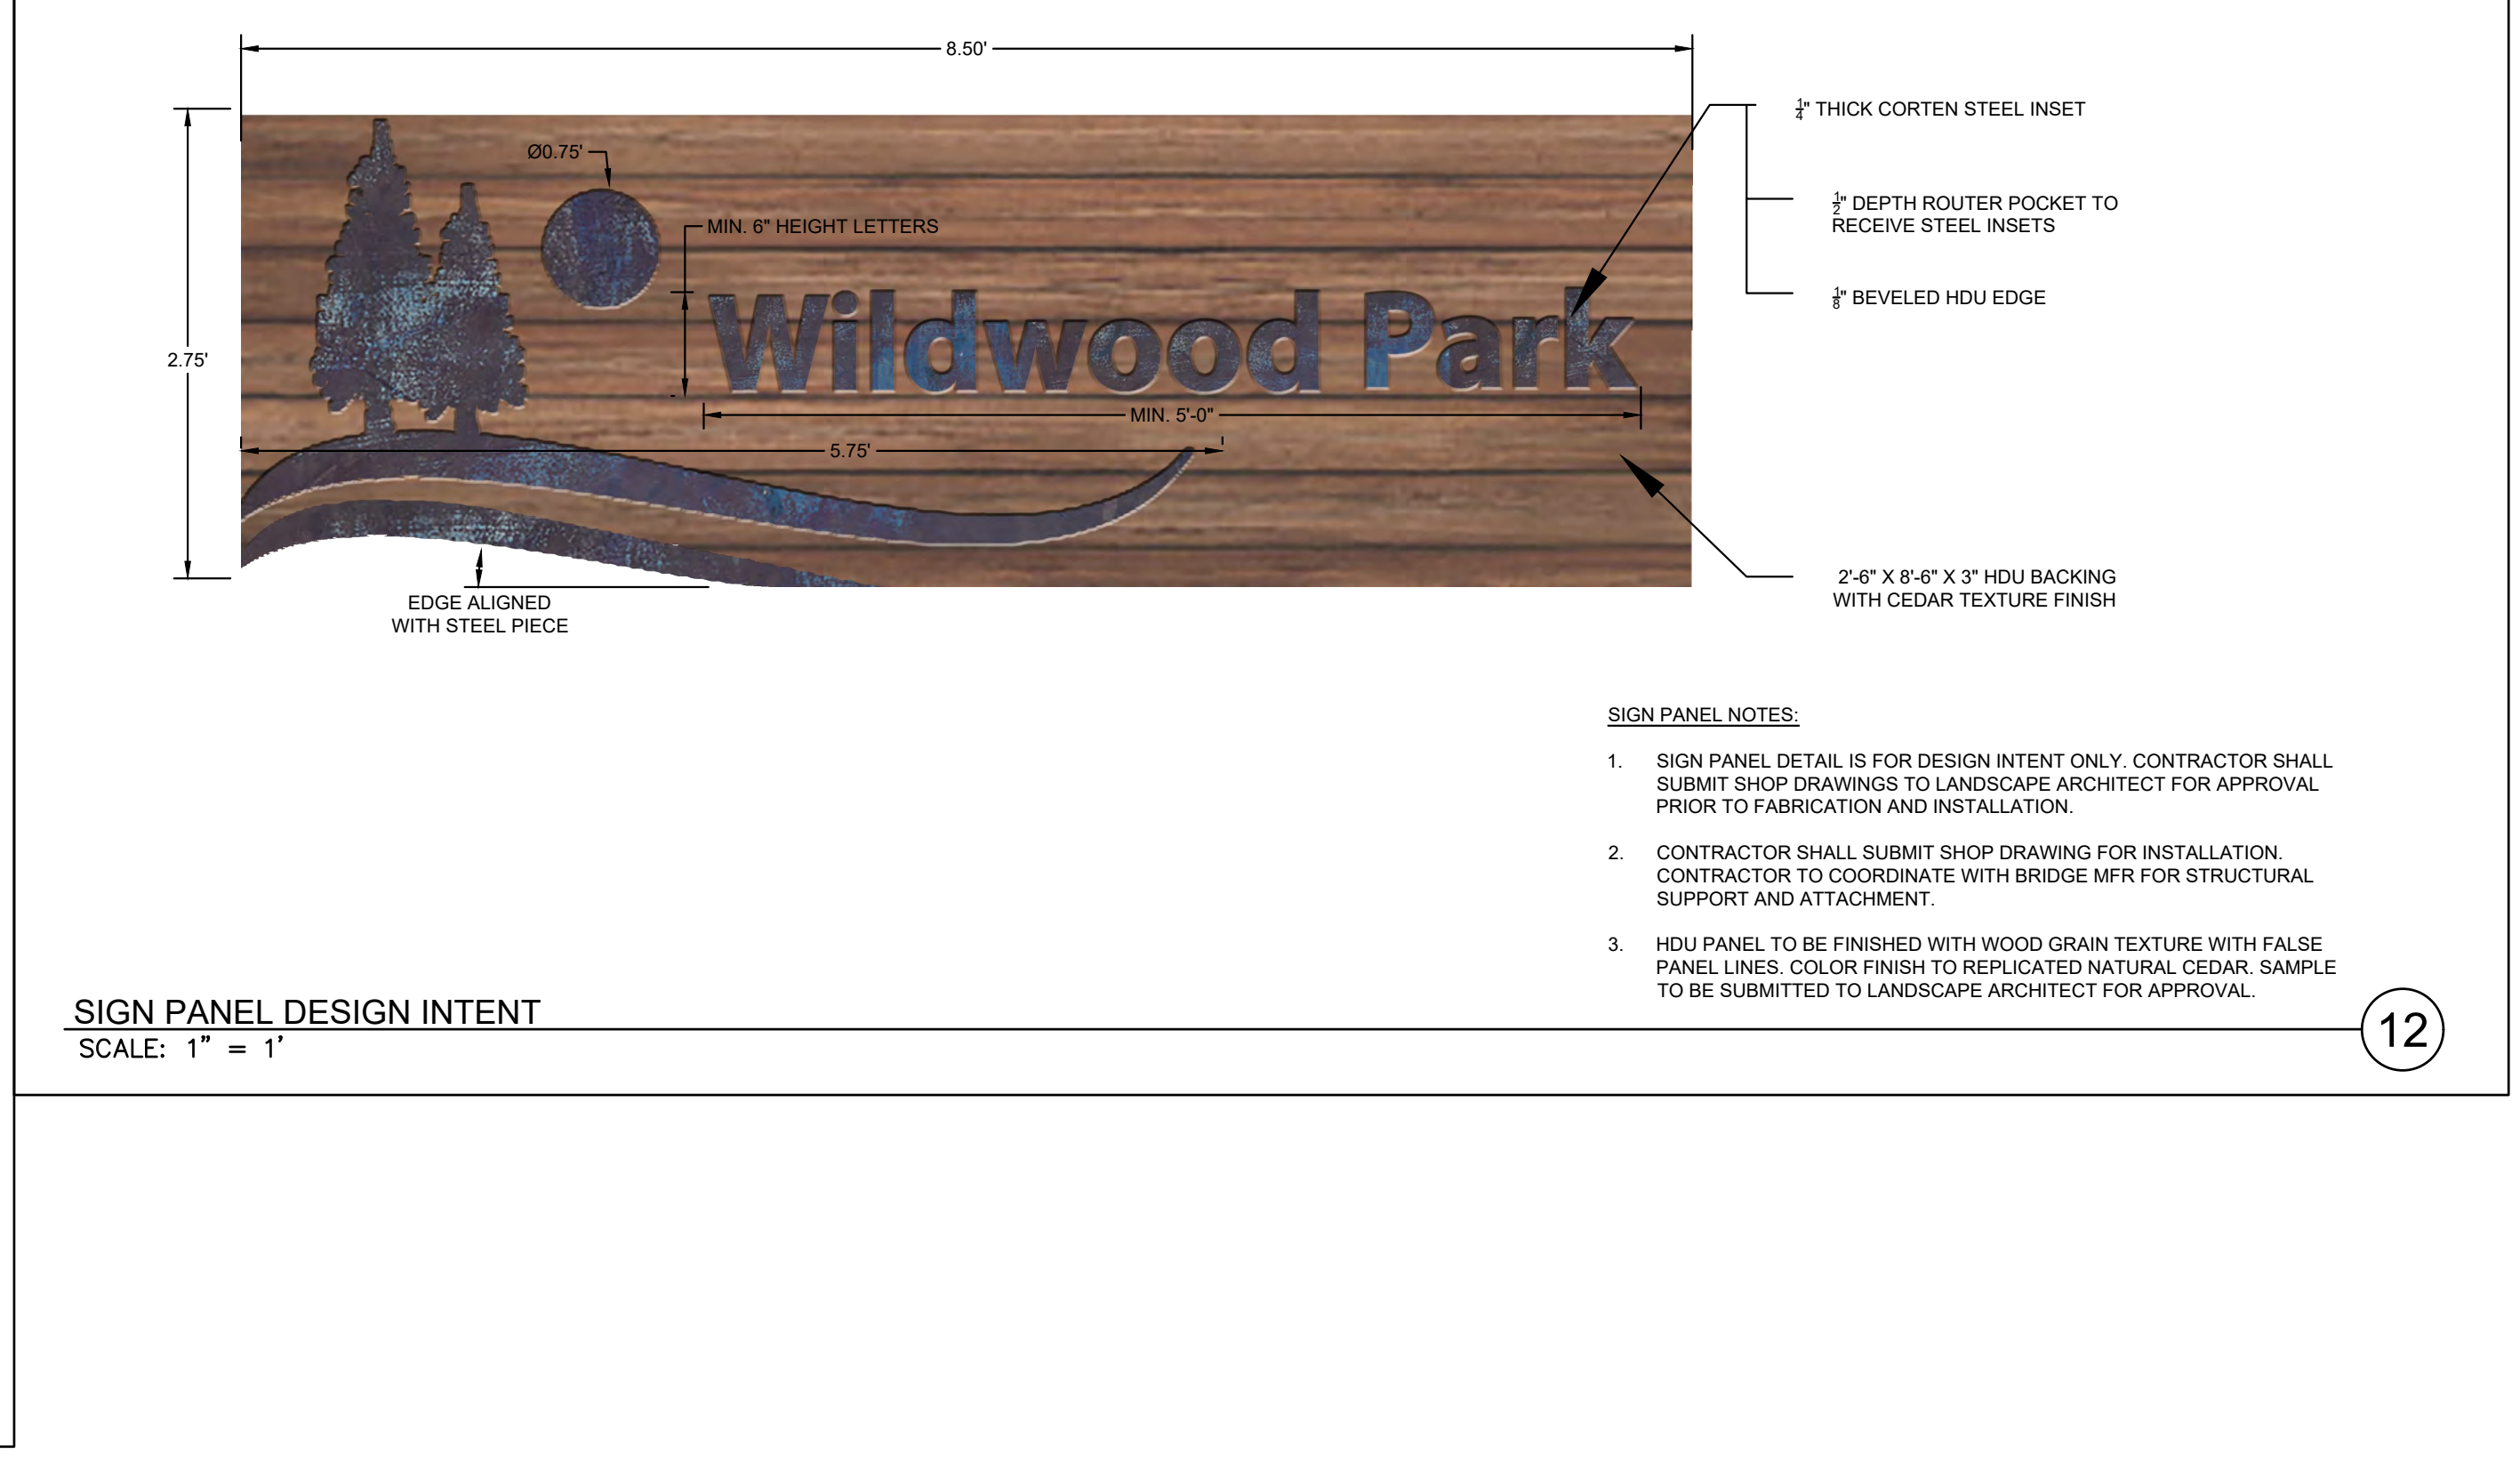 8.50'
1/4" THICK CORTEN STEEL INSET
Ø0.75'
1/2" DEPTH ROUTER POCKET TO
RECEIVE STEEL INSETS
MIN. 6" HEIGHT LETTERS
1/8" BEVELED HDU EDGE
Wildwood Park
2.75'
MIN. 5'-0"
5.75'
2'-6" X 8'-6" X 3" HDU BACKING
WITH CEDAR TEXTURE FINISH
EDGE ALIGNED
WITH STEEL PIECE
SIGN PANEL NOTES:
1. SIGN PANEL DETAIL IS FOR DESIGN INTENT ONLY. CONTRACTOR SHALL
SUBMIT SHOP DRAWINGS TO LANDSCAPE ARCHITECT FOR APPROVAL
PRIOR TO FABRICATION AND INSTALLATION.
2. CONTRACTOR SHALL SUBMIT SHOP DRAWING FOR INSTALLATION.
CONTRACTOR TO COORDINATE WITH BRIDGE MFR FOR STRUCTURAL
SUPPORT AND ATTACHMENT.
3. HDU PANEL TO BE FINISHED WITH WOOD GRAIN TEXTURE WITH FALSE
PANEL LINES. COLOR FINISH TO REPLICATED NATURAL CEDAR. SAMPLE
TO BE SUBMITTED TO LANDSCAPE ARCHITECT FOR APPROVAL.
SIGN PANEL DESIGN INTENT
SCALE: 1" = 1'
12